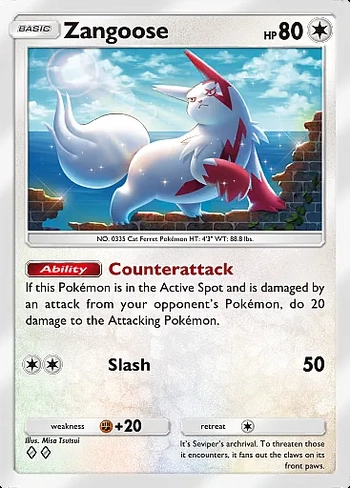 BASIC Zangoose HP 80
NO. 0335 Cat Ferret Pokémon HT: 4'3" WT: 88.8 lbs.
Ability Counterattack
If this Pokémon is in the Active Spot and is damaged by
an attack from your opponent's Pokémon, do 20
damage to the Attacking Pokémon.
Slash 50
weakness +20 retreat
Illus. Misa Tsutsui
It's Seviper's archrival. To threaten those
it encounters, it fans out the claws on its
front paws.